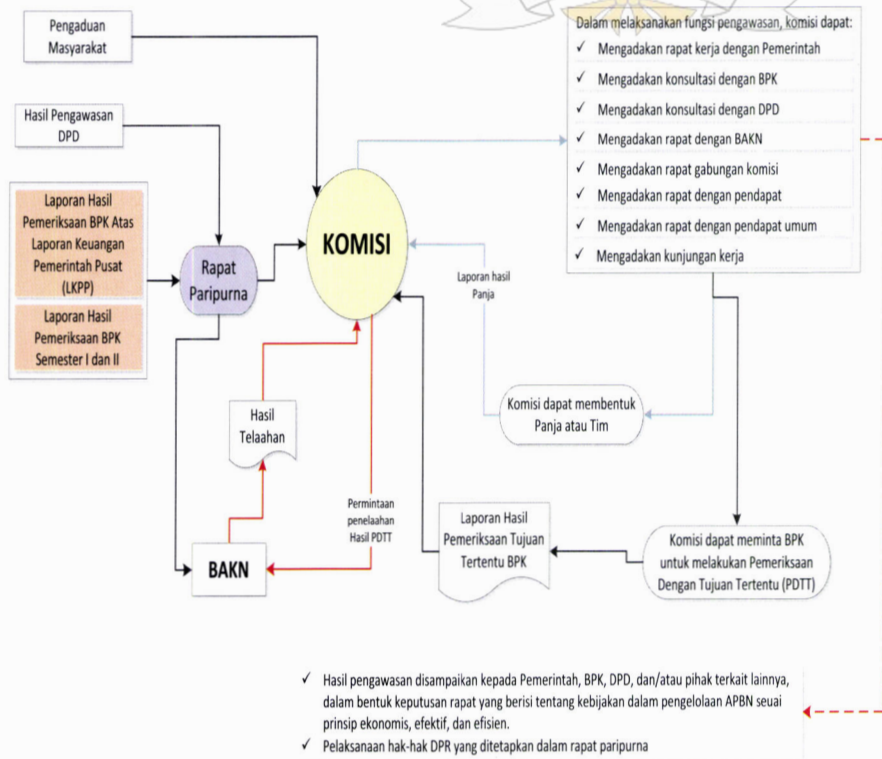 Pengaduan
Masyarakat
Hasil Pengawasan
DPD
Laporan Hasil
Pemeriksaan BPK Atas
Laporan Keuangan
Pemerintah Pusat
(LKPP)
Laporan Hasil
Pemeriksaan BPK
Semester I dan II
Rapat
Paripurna
KOMISI
Dalam melaksanakan fungsi pengawasan, komisi dapat:
✓ Mengadakan rapat kerja dengan Pemerintah
✓ Mengadakan konsultasi dengan BPK
✓ Mengadakan konsultasi dengan DPD
✓ Mengadakan rapat dengan BAKN
✓ Mengadakan rapat gabungan komisi
✓ Mengadakan rapat dengan pendapat
✓ Mengadakan rapat dengan pendapat umum
✓ Mengadakan kunjungan kerja
Laporan hasil
Panja
Komisi dapat membentuk
Panja atau Tim
Hasil
Telaahan
Permintaan
penelaahan
Hasil PDTT
BAKN
Laporan Hasil
Pemeriksaan Tujuan
Tertentu BPK
Komisi dapat meminta BPK
untuk melakukan Pemeriksaan
Dengan Tujuan Tertentu (PDTT)
✓ Hasil pengawasan disampaikan kepada Pemerintah, BPK, DPD, dan/atau pihak terkait lainnya,
dalam bentuk keputusan rapat yang berisi tentang kebijakan dalam pengelolaan APBN seuai
prinsip ekonomis, efektif, dan efisien.
✓ Pelaksanaan hak-hak DPR yang ditetapkan dalam rapat paripurna